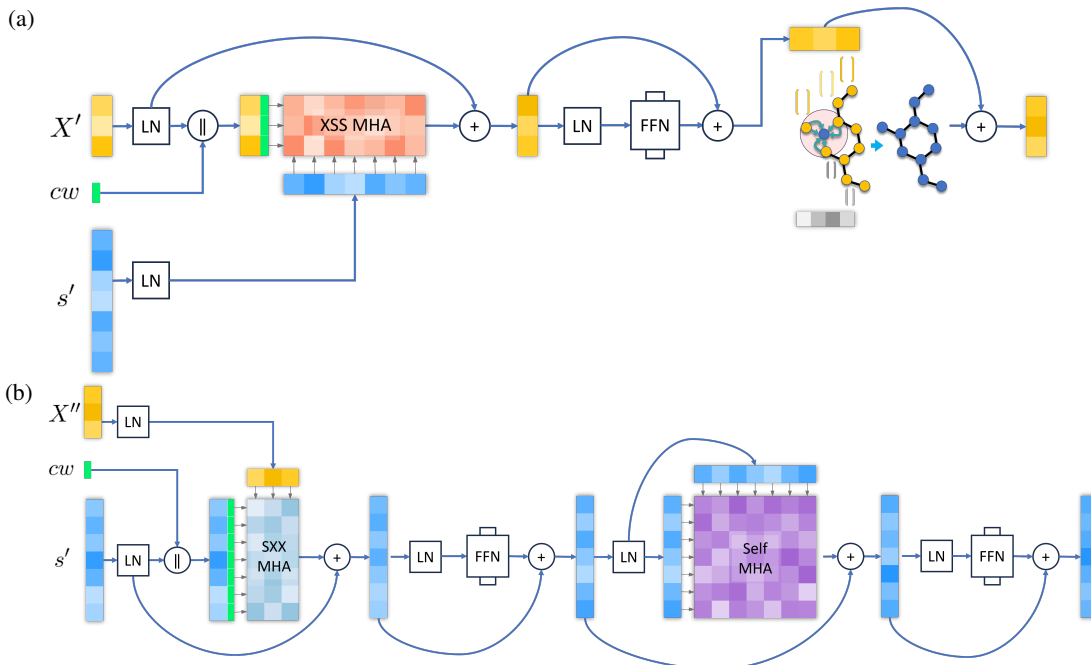 (a)
X′
LN
||
XSS MHA
+
LN
FFN
+
+
cw
s′
LN
(b)
X″
LN
cw
s′
LN
||
SXX
MHA
+
LN
FFN
+
LN
Self
MHA
+
LN
FFN
+